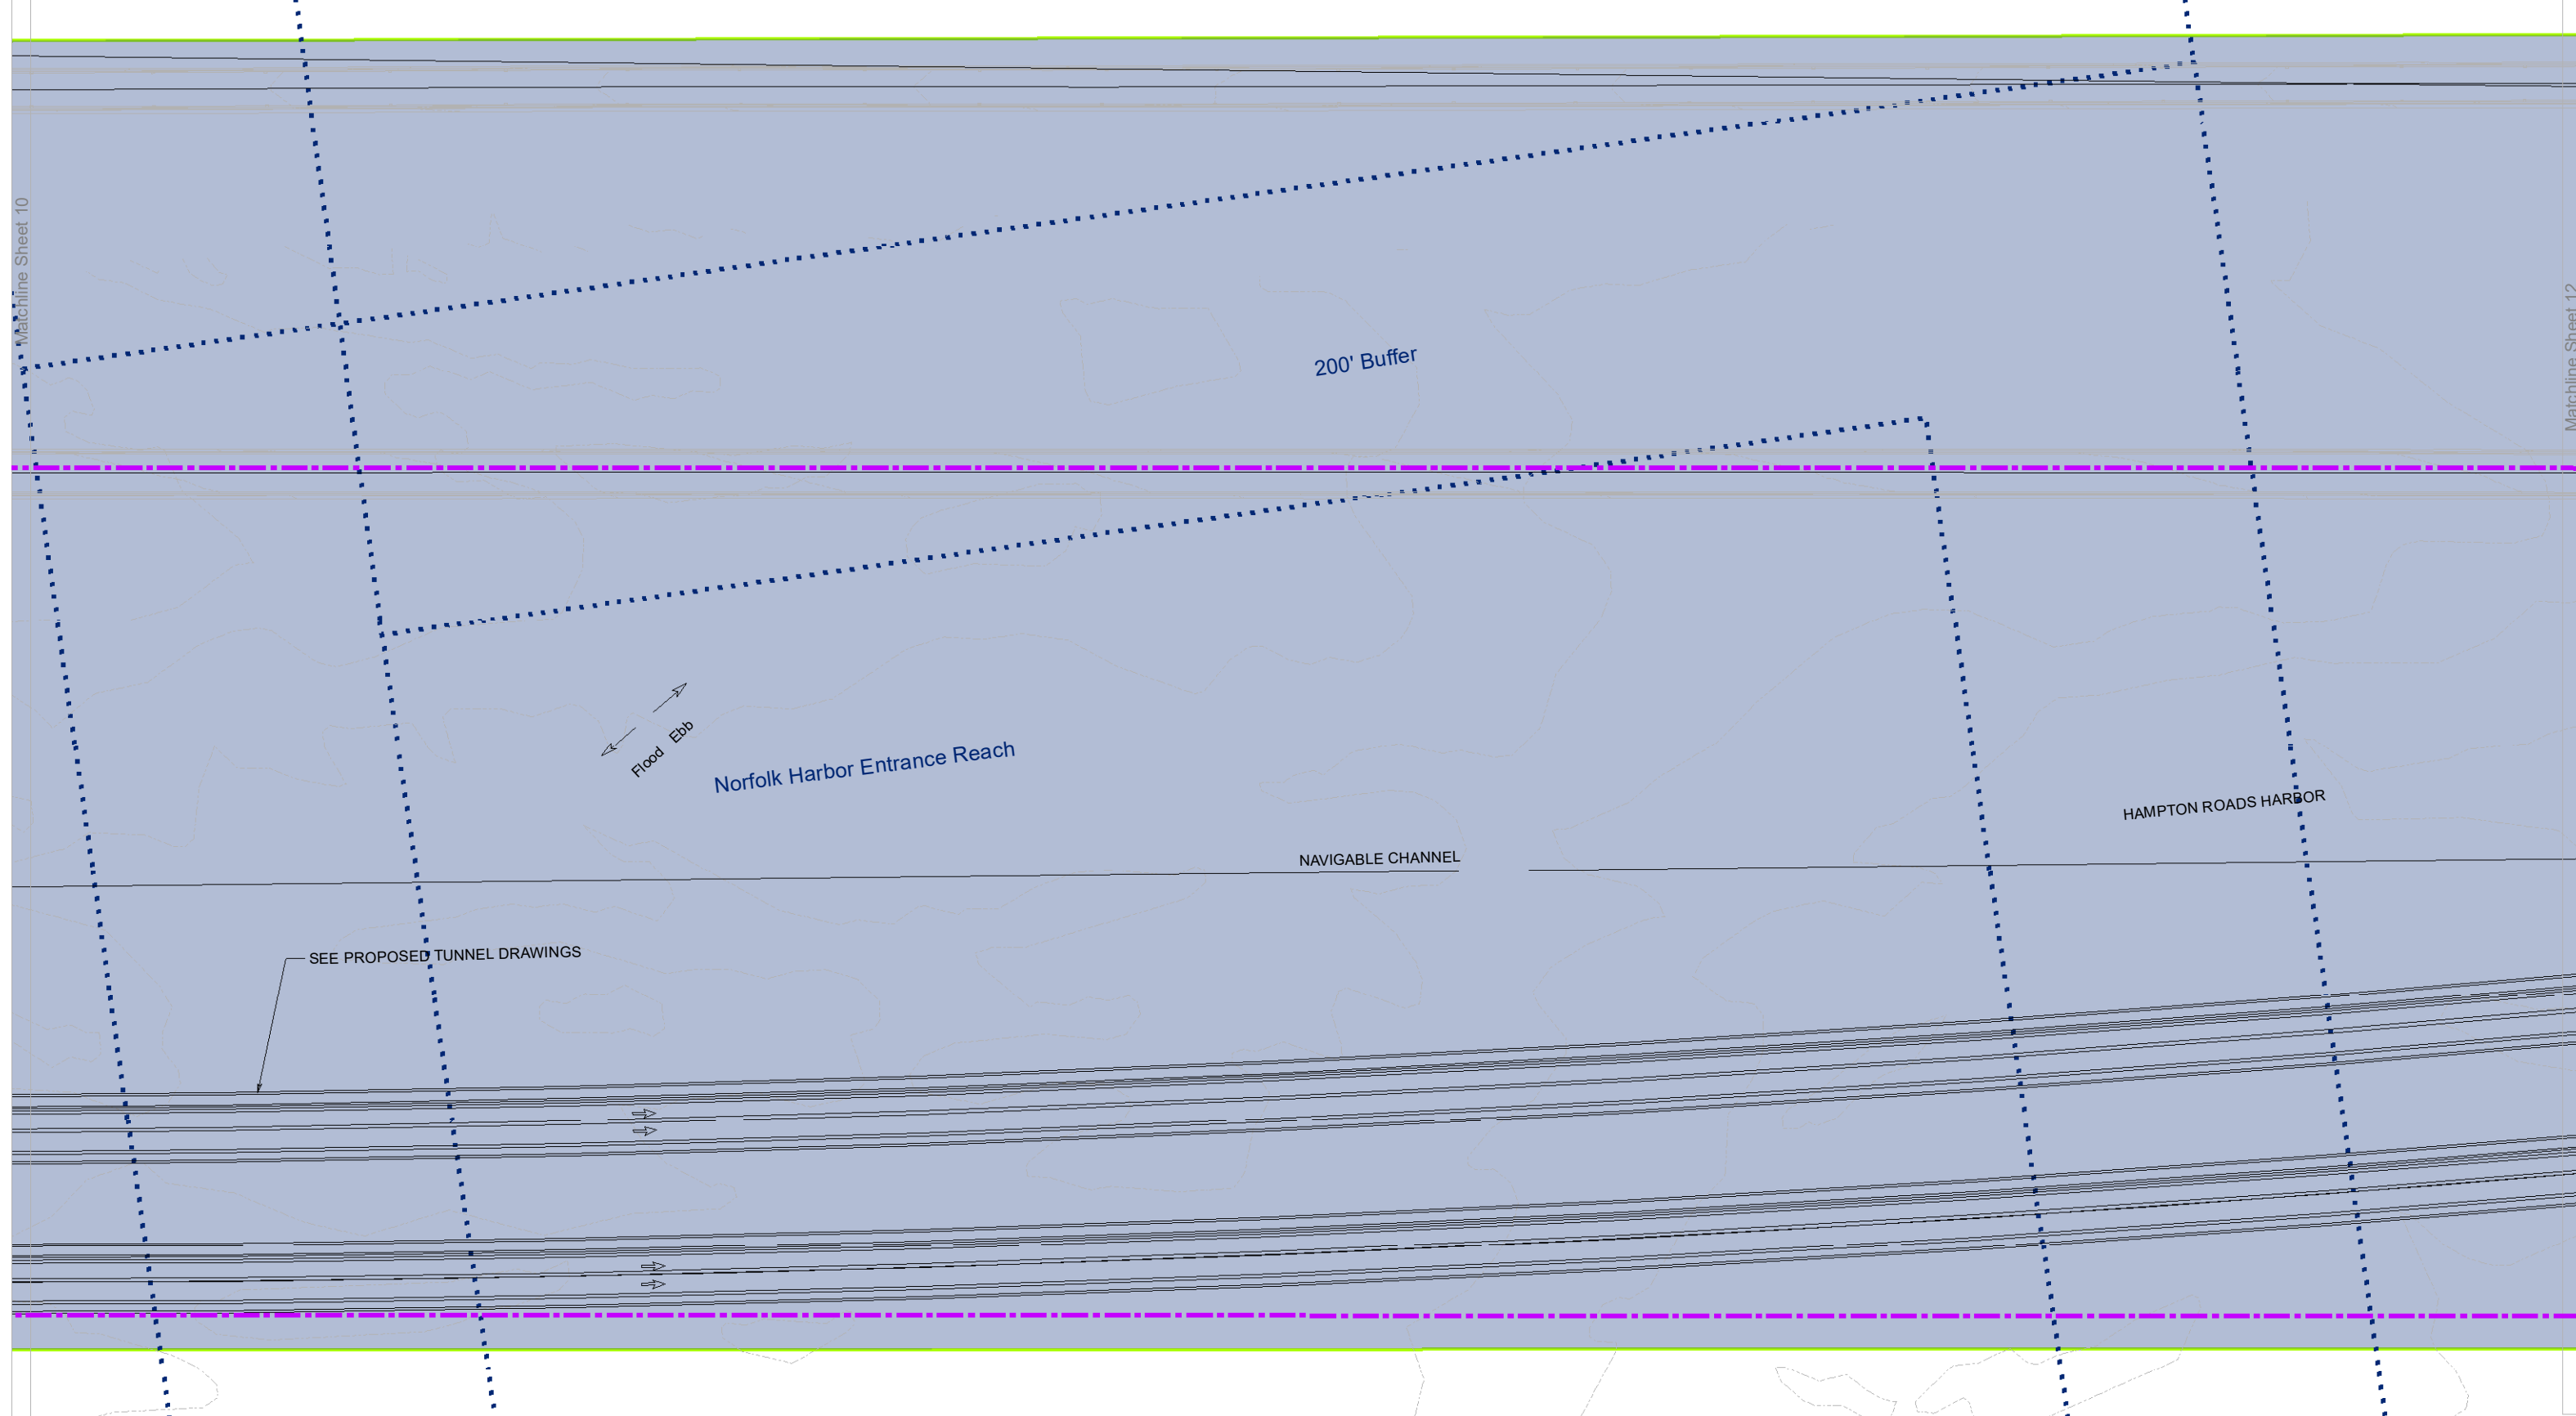 Matchline Sheet 10
Matchline Sheet 12
200' Buffer
Flood Ebb
Norfolk Harbor Entrance Reach
HAMPTON ROADS HARBOR
NAVIGABLE CHANNEL
SEE PROPOSED TUNNEL DRAWINGS